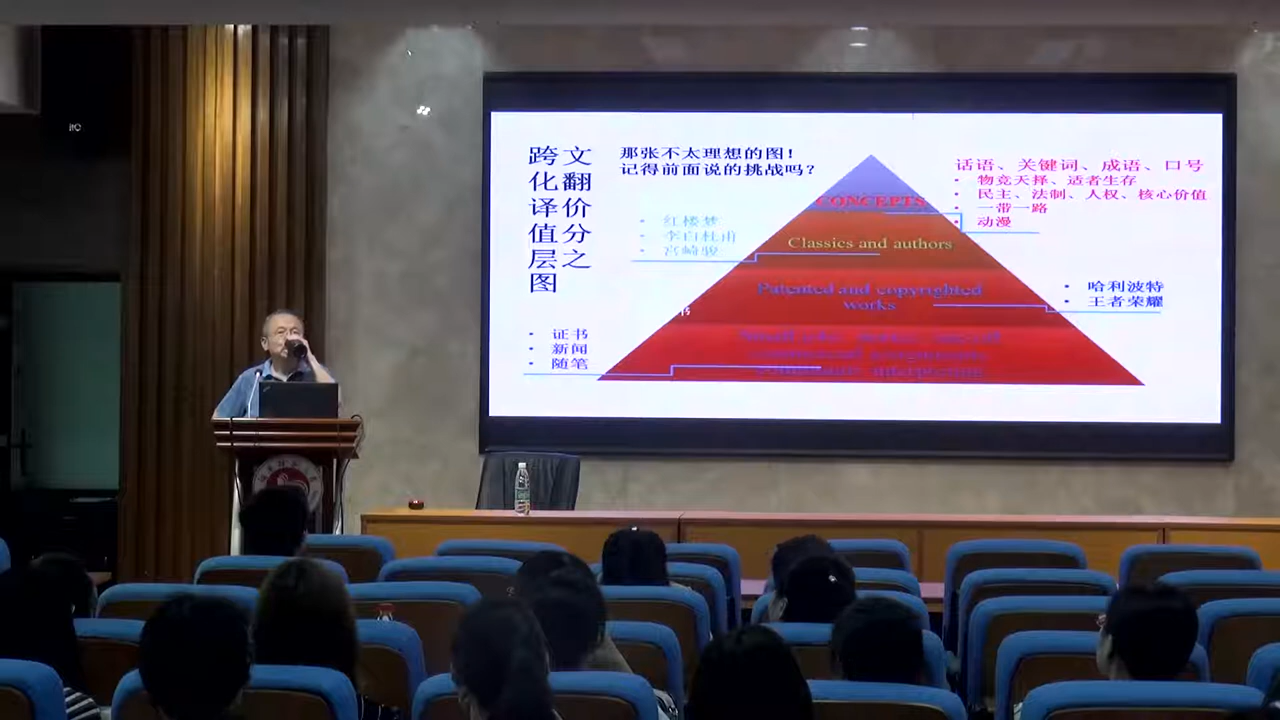 跨文
化翻
译价
值分
层之
图
那张不太理想的图！
记得前面说的挑战吗？
话语、关键词、成语、口号
• 物竞天择、适者生存
• 民主、法制、人权、核心价值
• 一带一路
• 动漫
CONCEPTS
• 红楼梦
• 李白杜甫
• 宫崎骏
Classics and authors
Patented and copyrighted
works
• 哈利波特
• 王者荣耀
书
• 证书
• 新闻
• 随笔